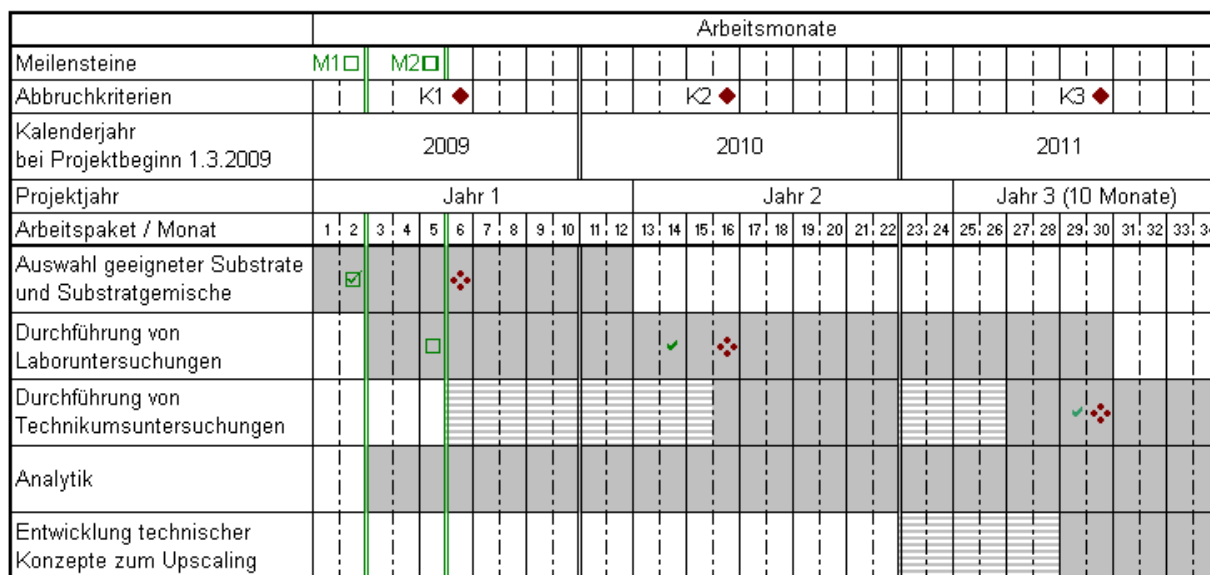 Arbeitsmonate
Meilensteine M1 M2
Abbruchkriterien K1 K2 K3
Kalenderjahr
bei Projektbeginn 1.3.2009 2009 2010 2011
Projektjahr Jahr 1 Jahr 2 Jahr 3 (10 Monate)
Arbeitspaket / Monat 1 2 3 4 5 6 7 8 9 10 11 12 13 14 15 16 17 18 19 20 21 22 23 24 25 26 27 28 29 30 31 32 33 34
Auswahl geeigneter Substrate
und Substratgemische
Durchführung von
Laboruntersuchungen
Durchführung von
Technikumsuntersuchungen
Analytik
Entwicklung technischer
Konzepte zum Upscaling